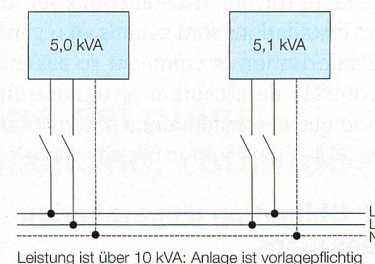 5,0 kVA
5,1 kVA
L
L
N
Leistung ist über 10 kVA: Anlage ist vorlagepflichtig